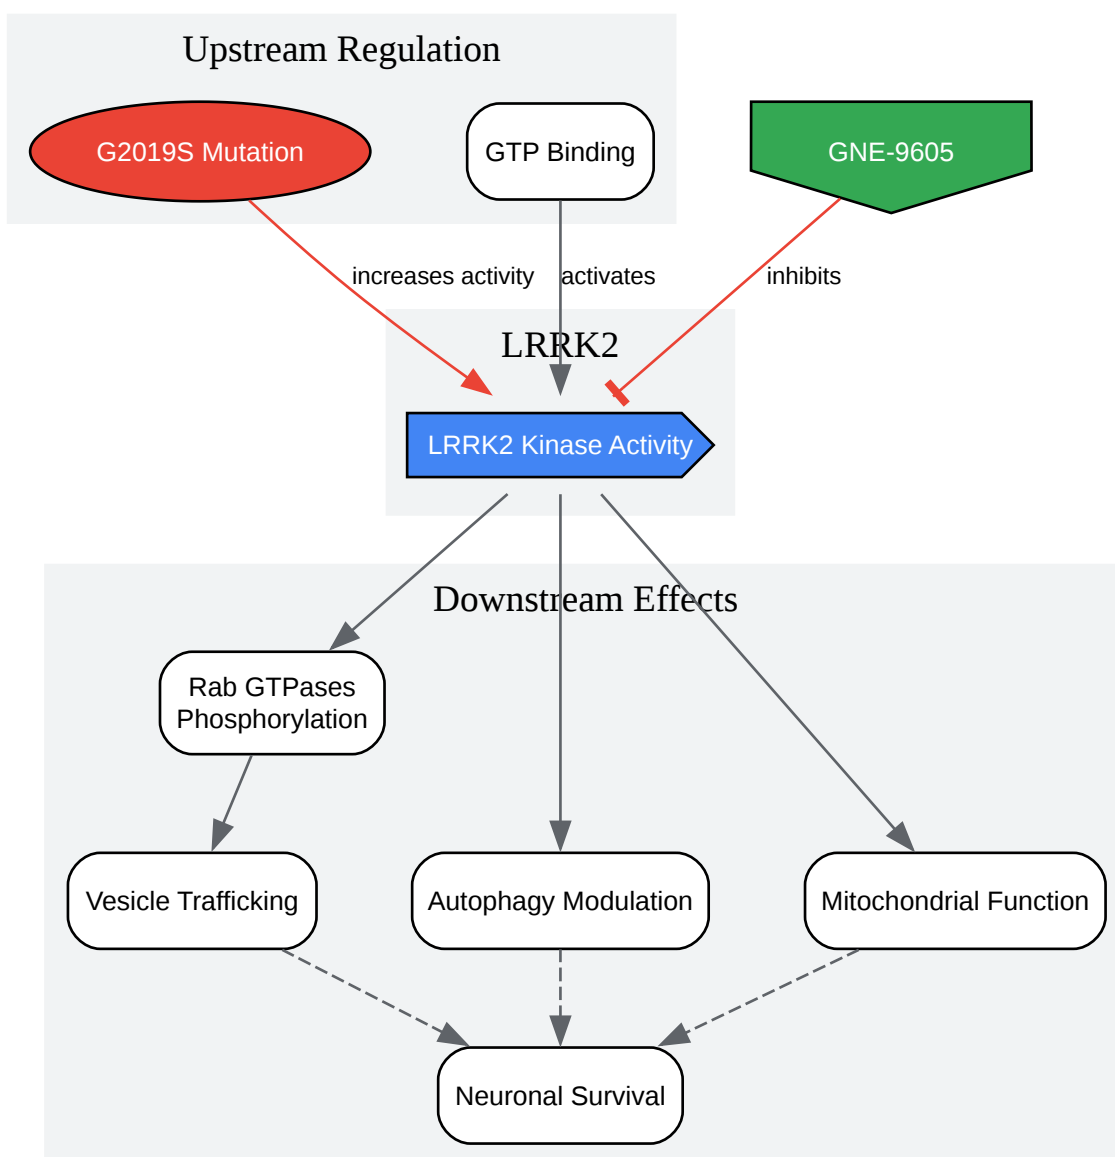 Upstream Regulation
G2019S Mutation
GTP Binding
GNE-9605
increases activity
activates
inhibits
LRRK2
LRRK2 Kinase Activity
Downstream Effects
Rab GTPases
Phosphorylation
Vesicle Trafficking
Autophagy Modulation
Mitochondrial Function
Neuronal Survival